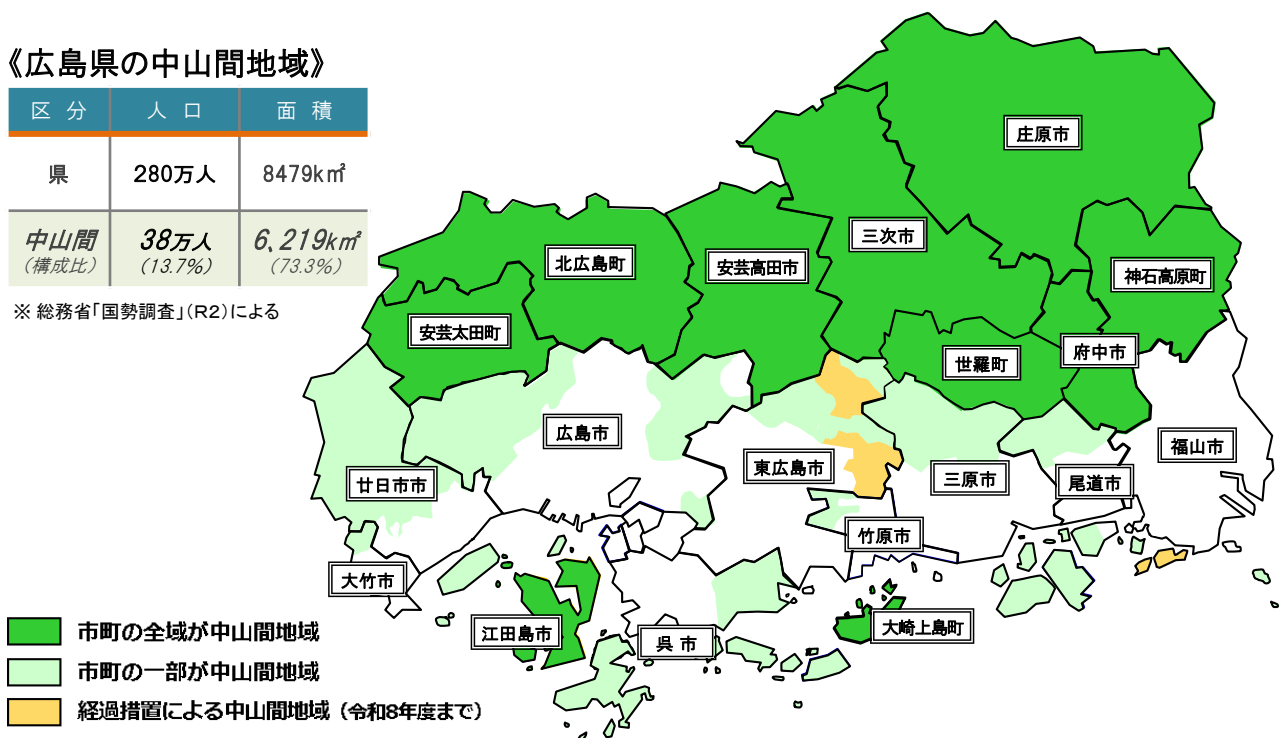 《広島県の中山間地域》
区 分 人 口 面 積
県 280万人 8479k㎡
中山間 38万人 6,219k㎡
(構成比) (13.7%) (73.3%)
※ 総務省「国勢調査」(R2)による
庄原市
三次市
北広島町
安芸高田市
神石高原町
安芸太田町
府中市
世羅町
広島市
福山市
東広島市
三原市
尾道市
廿日市市
竹原市
大竹市
江田島市
呉 市
大崎上島町
市町の全域が中山間地域
市町の一部が中山間地域
経過措置による中山間地域(令和8年度まで)